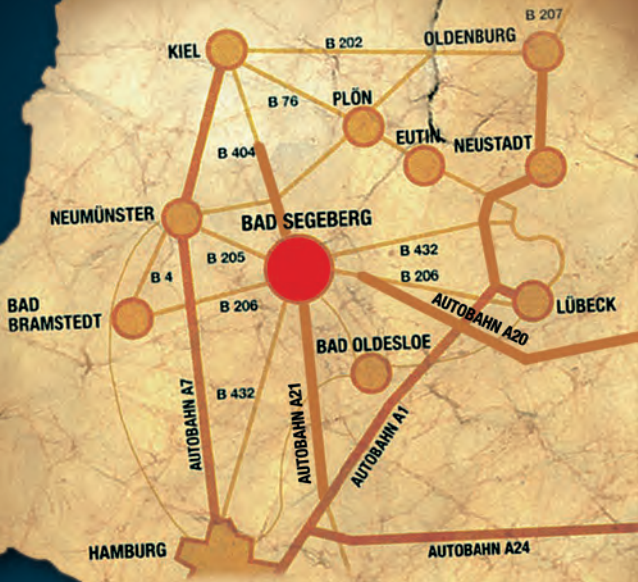 B 207
KIEL
B 202
OLDENBURG
B 76
PLÖN
EUTIN
NEUSTADT
B 404
NEUMÜNSTER
BAD SEGEBERG
B 432
B 205
B 4
B 206
B 206
BAD
BRAMSTEDT
LÜBECK
AUTOBAHN A20
BAD OLDESLOE
B 432
AUTOBAHN A7
AUTOBAHN A21
AUTOBAHN A1
HAMBURG
AUTOBAHN A24